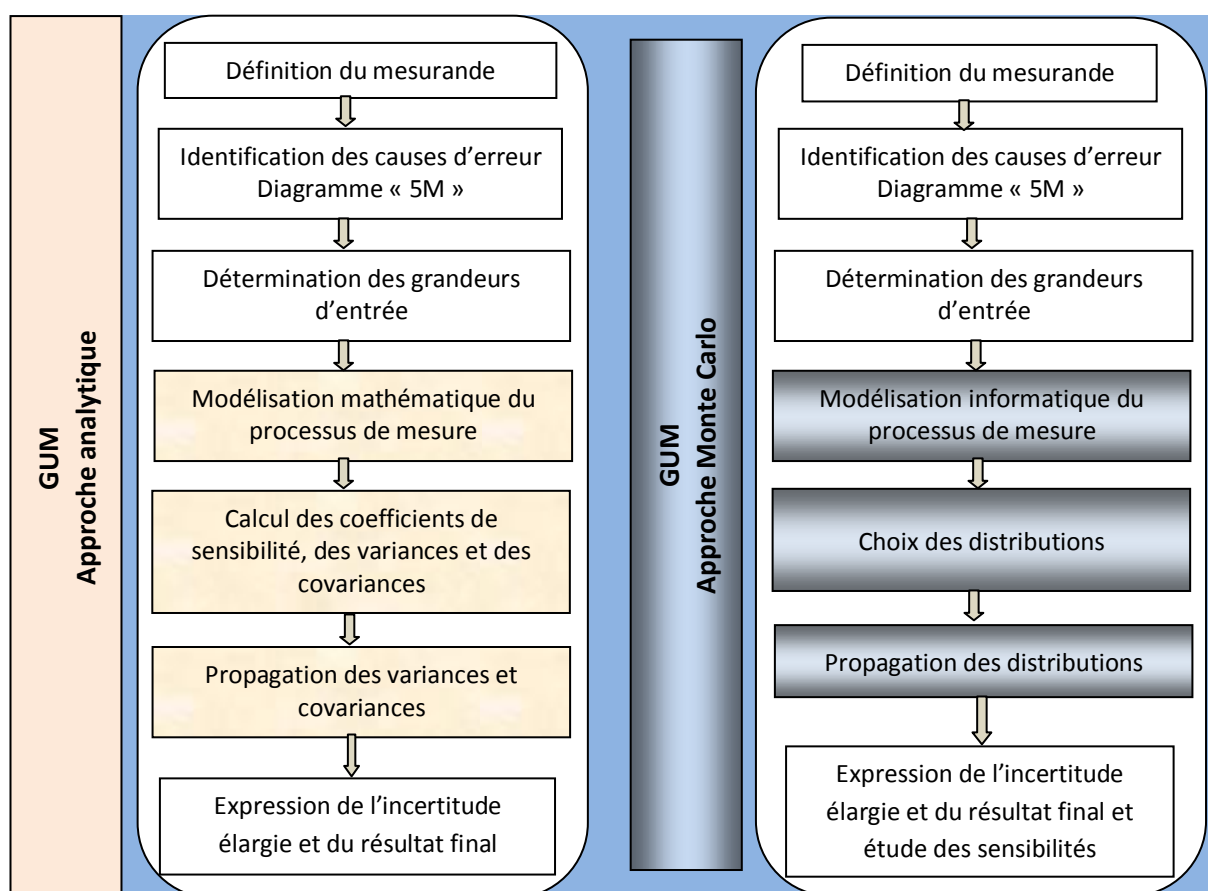 GUM
Approche analytique
Définition du mesurande
Identification des causes d’erreur
Diagramme « 5M »
Détermination des grandeurs
d’entrée
Modélisation mathématique du
processus de mesure
Calcul des coefficients de
sensibilité, des variances et des
covariances
Propagation des variances et
covariances
Expression de l’incertitude
élargie et du résultat final
GUM
Approche Monte Carlo
Définition du mesurande
Identification des causes d’erreur
Diagramme « 5M »
Détermination des grandeurs
d’entrée
Modélisation informatique du
processus de mesure
Choix des distributions
Propagation des distributions
Expression de l’incertitude
élargie et du résultat final et
étude des sensibilités